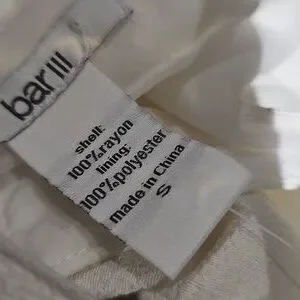 bar III
shell:
100%rayon
lining:
100%polyester
made in China
S